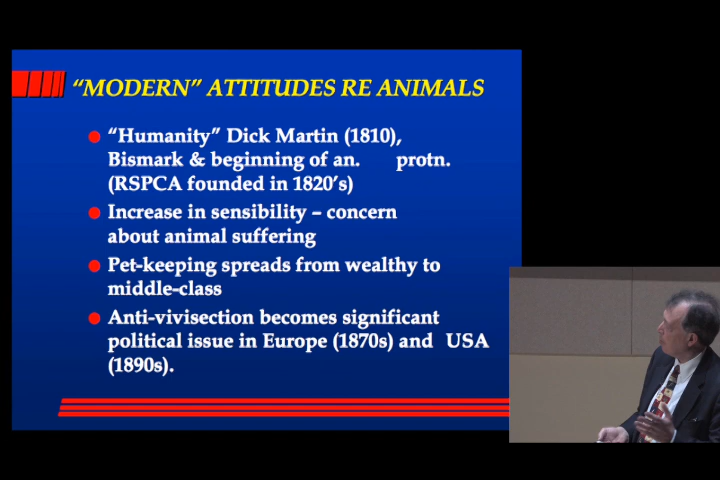 “MODERN” ATTITUDES RE ANIMALS
“Humanity” Dick Martin (1810),
Bismark & beginning of an. protn.
(RSPCA founded in 1820’s)
Increase in sensibility – concern
about animal suffering
Pet-keeping spreads from wealthy to
middle-class
Anti-vivisection becomes significant
political issue in Europe (1870s) and USA
(1890s).